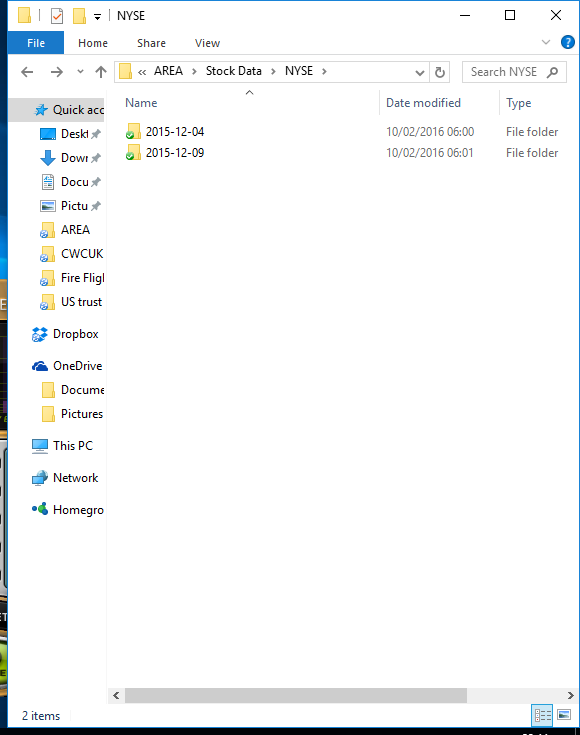 NYSE
File Home Share View
AREA Stock Data NYSE Search NYSE
Name Date modified Type
2015-12-04 10/02/2016 06:00 File folder
2015-12-09 10/02/2016 06:01 File folder
Quick acc
Deskt
Down
Docu
Pictu
AREA
CWCUK
Fire Fligh
US trust
Dropbox
OneDrive
Docume
Pictures
This PC
Network
Homegro
2 items